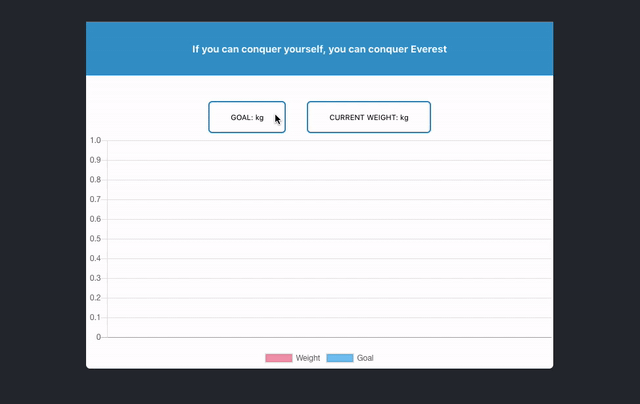 If you can conquer yourself, you can conquer Everest
GOAL: kg
CURRENT WEIGHT: kg
1.0
0.9
0.8
0.7
0.6
0.5
0.4
0.3
0.2
0.1
0
Weight
Goal